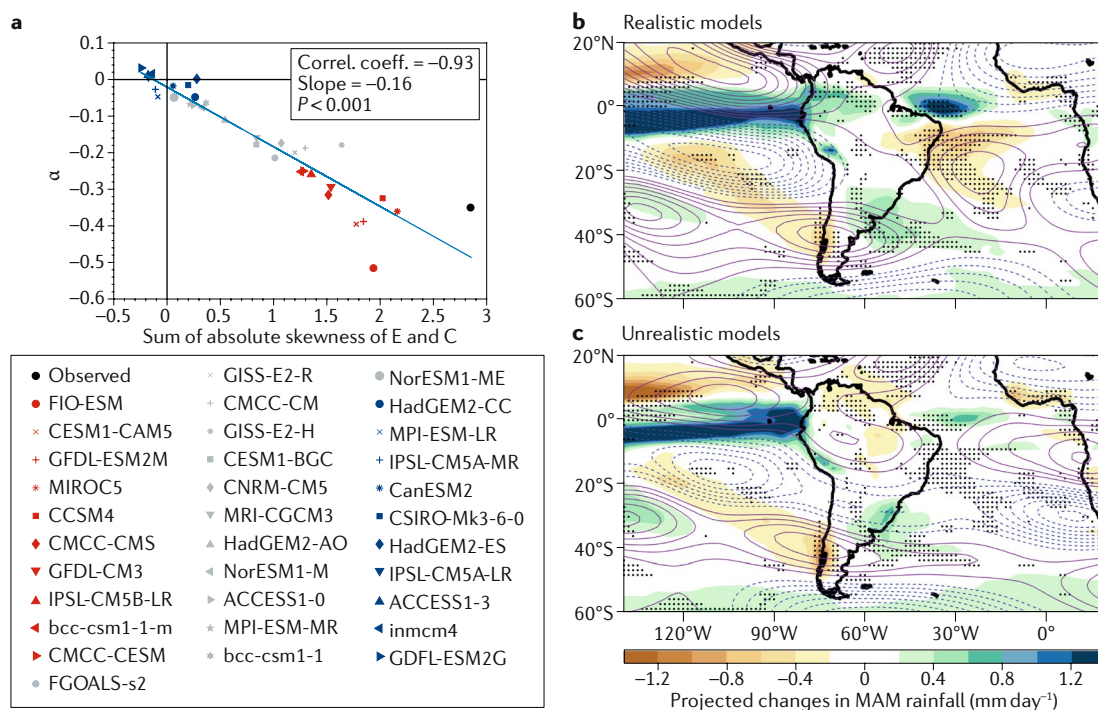 a
0.1
0
−0.1
−0.2
−0.3
−0.4
−0.5
−0.6
α
Correl. coeff. = −0.93
Slope = −0.16
P < 0.001
−0.5
0
0.5
1
1.5
2
2.5
3
Sum of absolute skewness of E and C
Observed
FIO-ESM
CESM1-CAM5
GFDL-ESM2M
MIROC5
CCSM4
CMCC-CMS
GFDL-CM3
IPSL-CM5B-LR
bcc-csm1-1-m
CMCC-CESM
FGOALS-s2
GISS-E2-R
CMCC-CM
GISS-E2-H
CESM1-BGC
CNRM-CM5
MRI-CGCM3
HadGEM2-AO
NorESM1-M
ACCESS1-0
MPI-ESM-MR
bcc-csm1-1
NorESM1-ME
HadGEM2-CC
MPI-ESM-LR
IPSL-CM5A-MR
CanESM2
CSIRO-Mk3-6-0
HadGEM2-ES
IPSL-CM5A-LR
ACCESS1-3
inmcm4
GDFL-ESM2G
b Realistic models
20°N
0°
20°S
40°S
60°S
c Unrealistic models
20°N
0°
20°S
40°S
60°S
120°W
90°W
60°W
30°W
0°
−1.2
−0.8
−0.4
0
0.4
0.8
1.2
Projected changes in MAM rainfall (mm day⁻¹)